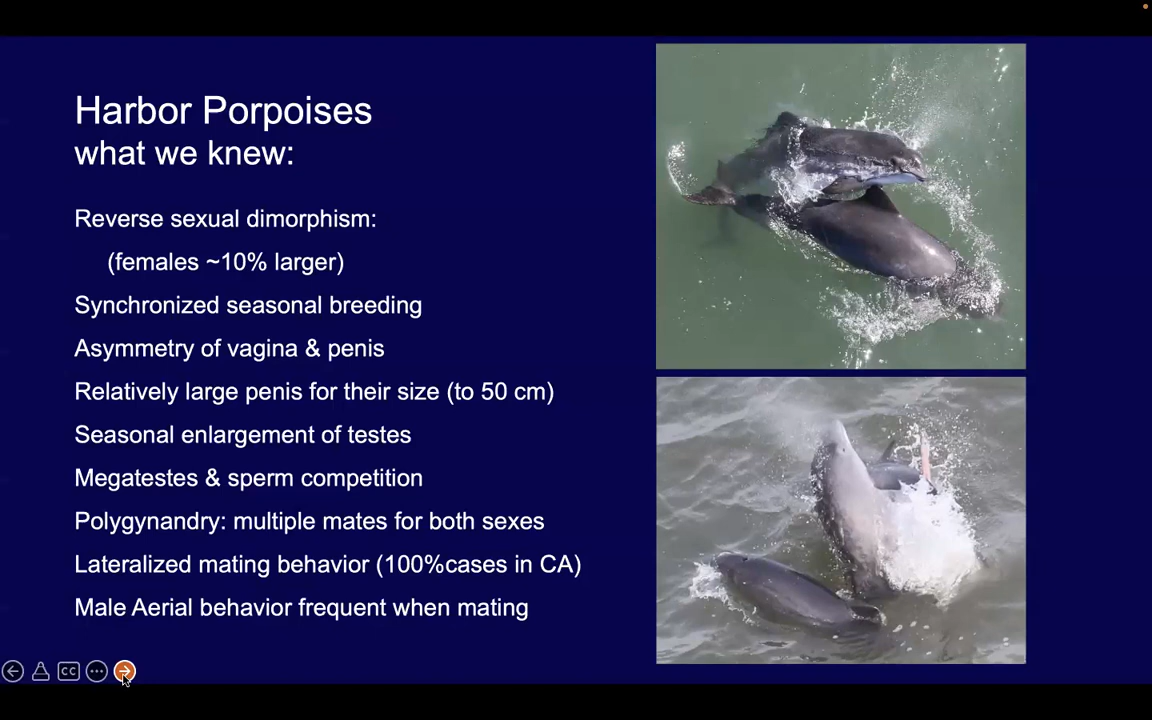 Harbor Porpoises
what we knew:
Reverse sexual dimorphism:
(females ~10% larger)
Synchronized seasonal breeding
Asymmetry of vagina & penis
Relatively large penis for their size (to 50 cm)
Seasonal enlargement of testes
Megatestes & sperm competition
Polygynandry: multiple mates for both sexes
Lateralized mating behavior (100%cases in CA)
Male Aerial behavior frequent when mating
CC